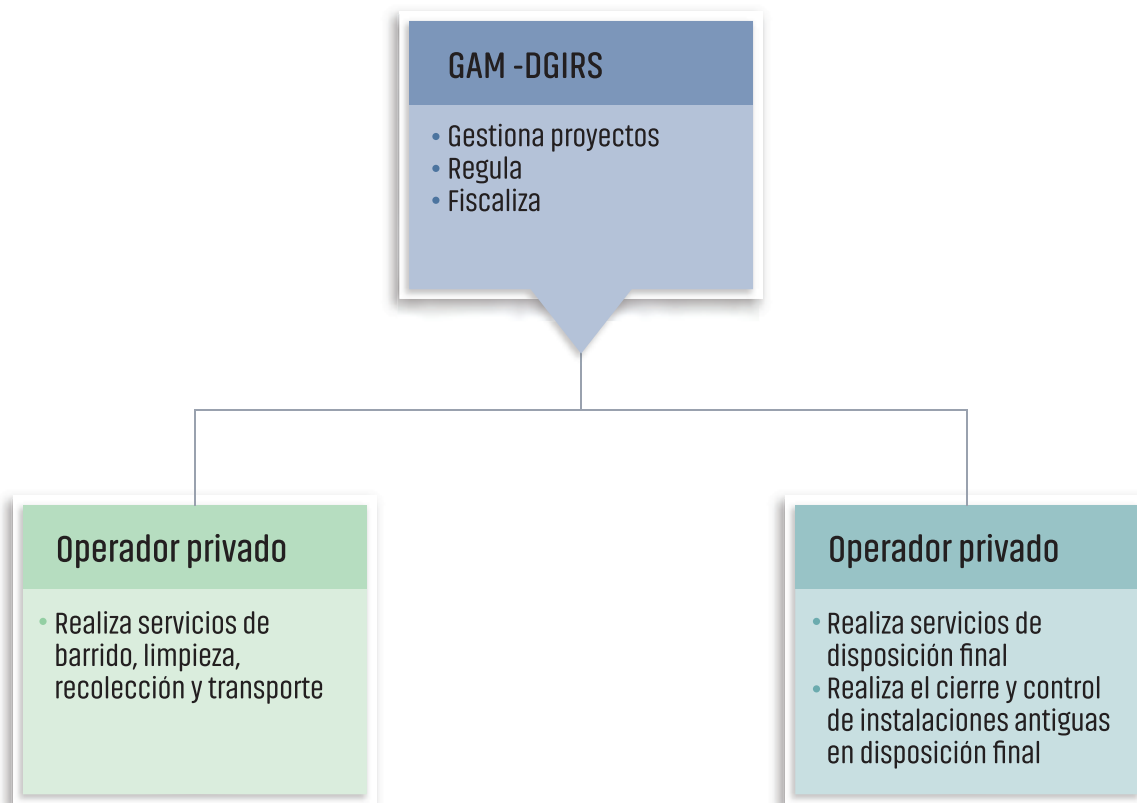 GAM -DGIRS
• Gestiona proyectos
• Regula
• Fiscaliza
Operador privado
• Realiza servicios de
barrido, limpieza,
recolección y transporte
Operador privado
• Realiza servicios de
disposición final
• Realiza el cierre y control
de instalaciones antiguas
en disposición final